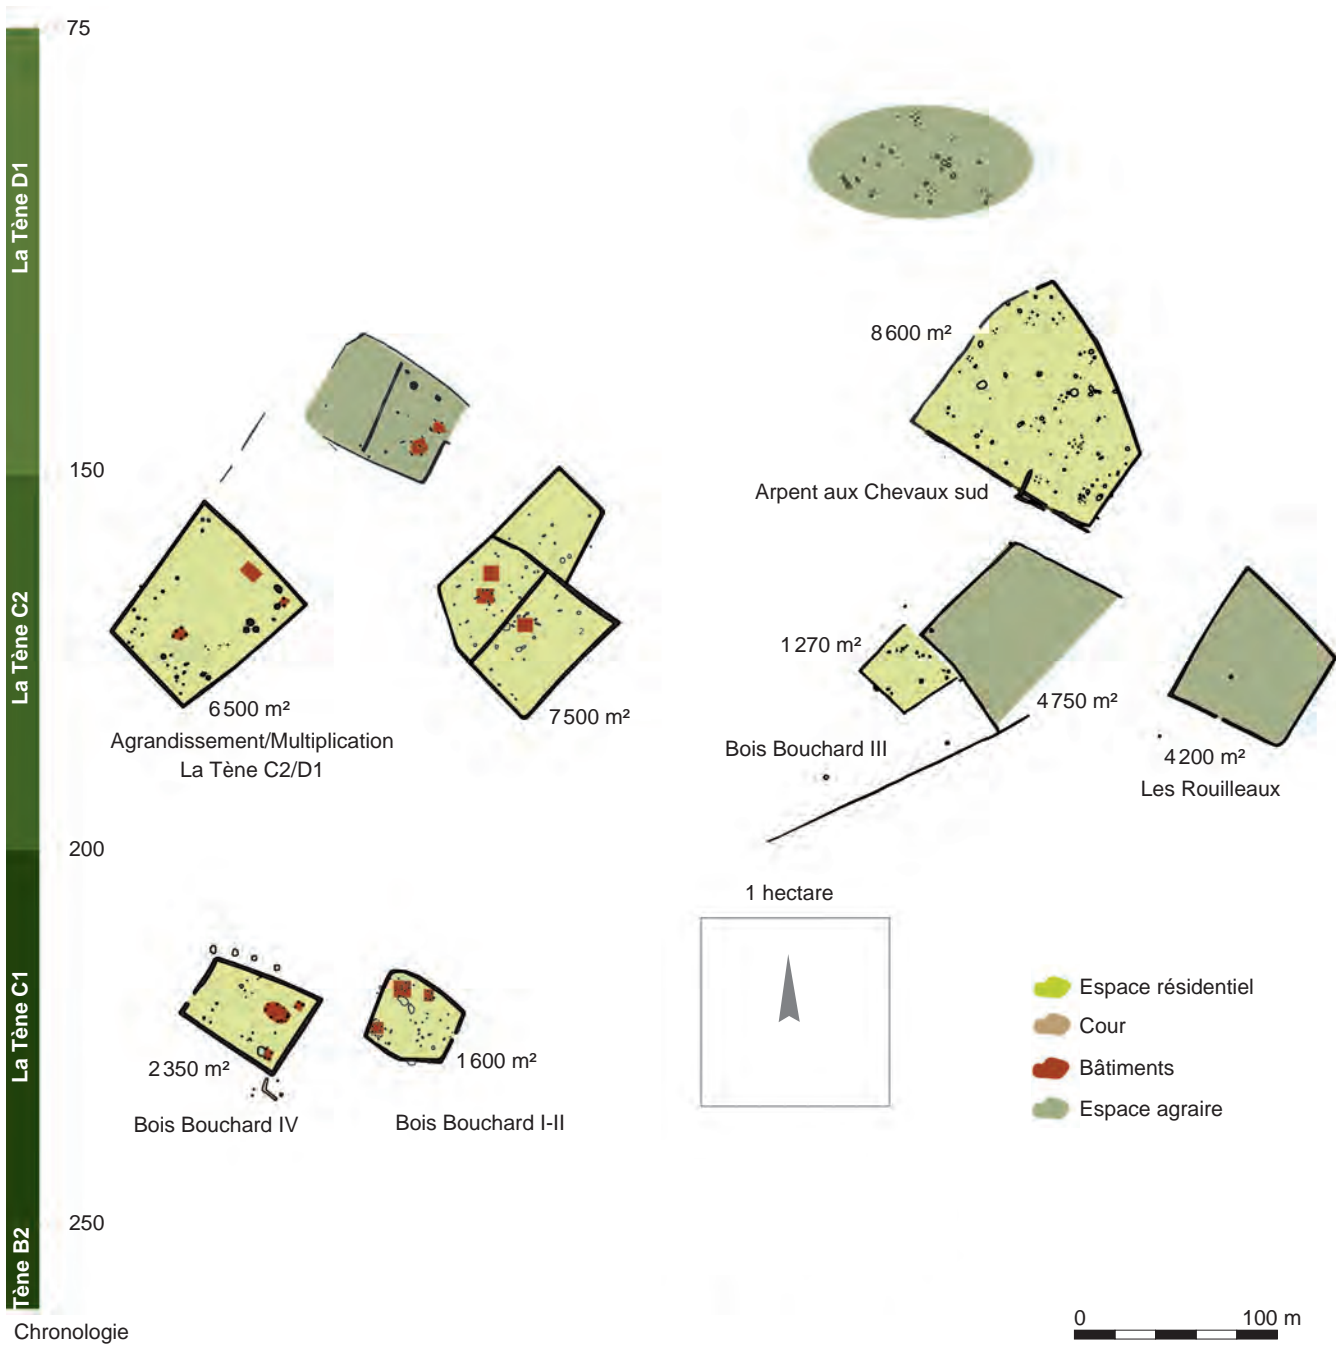 75
La Tène D1
8 600 m²
150
Arpent aux Chevaux sud
La Tène C2
1 270 m²
6 500 m²
7 500 m²
4 750 m²
Agrandissement/Multiplication
La Tène C2/D1
Bois Bouchard III
4 200 m²
Les Rouilleaux
200
1 hectare
La Tène C1
Espace résidentiel
Cour
Bâtiments
Espace agraire
2 350 m²
1 600 m²
Bois Bouchard IV
Bois Bouchard I-II
250
Tène B2
Chronologie
0 100 m